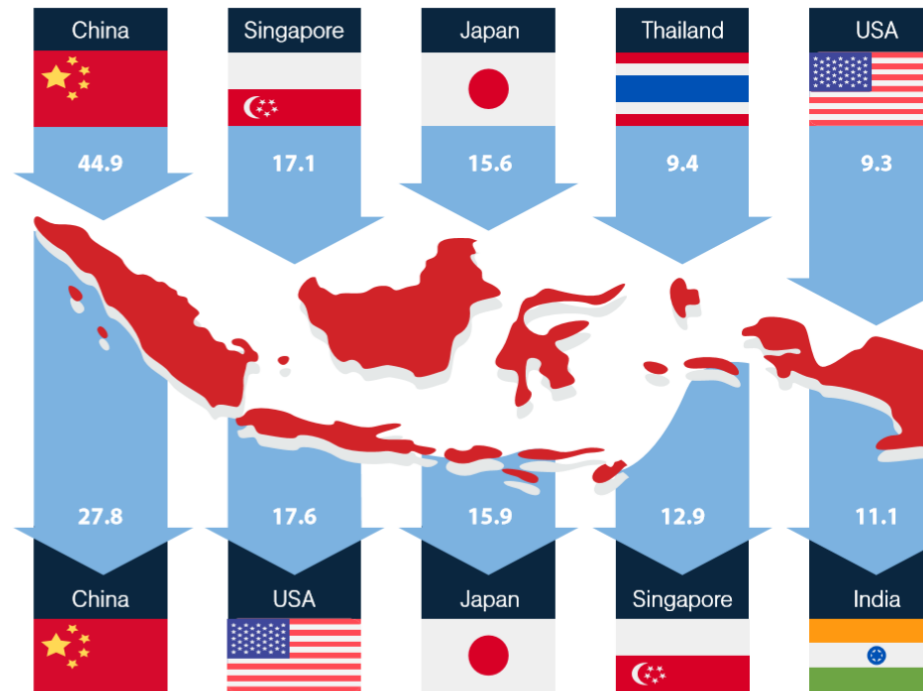 China Singapore Japan Thailand USA
44.9 17.1 15.6 9.4 9.3
27.8 17.6 15.9 12.9 11.1
China USA Japan Singapore India